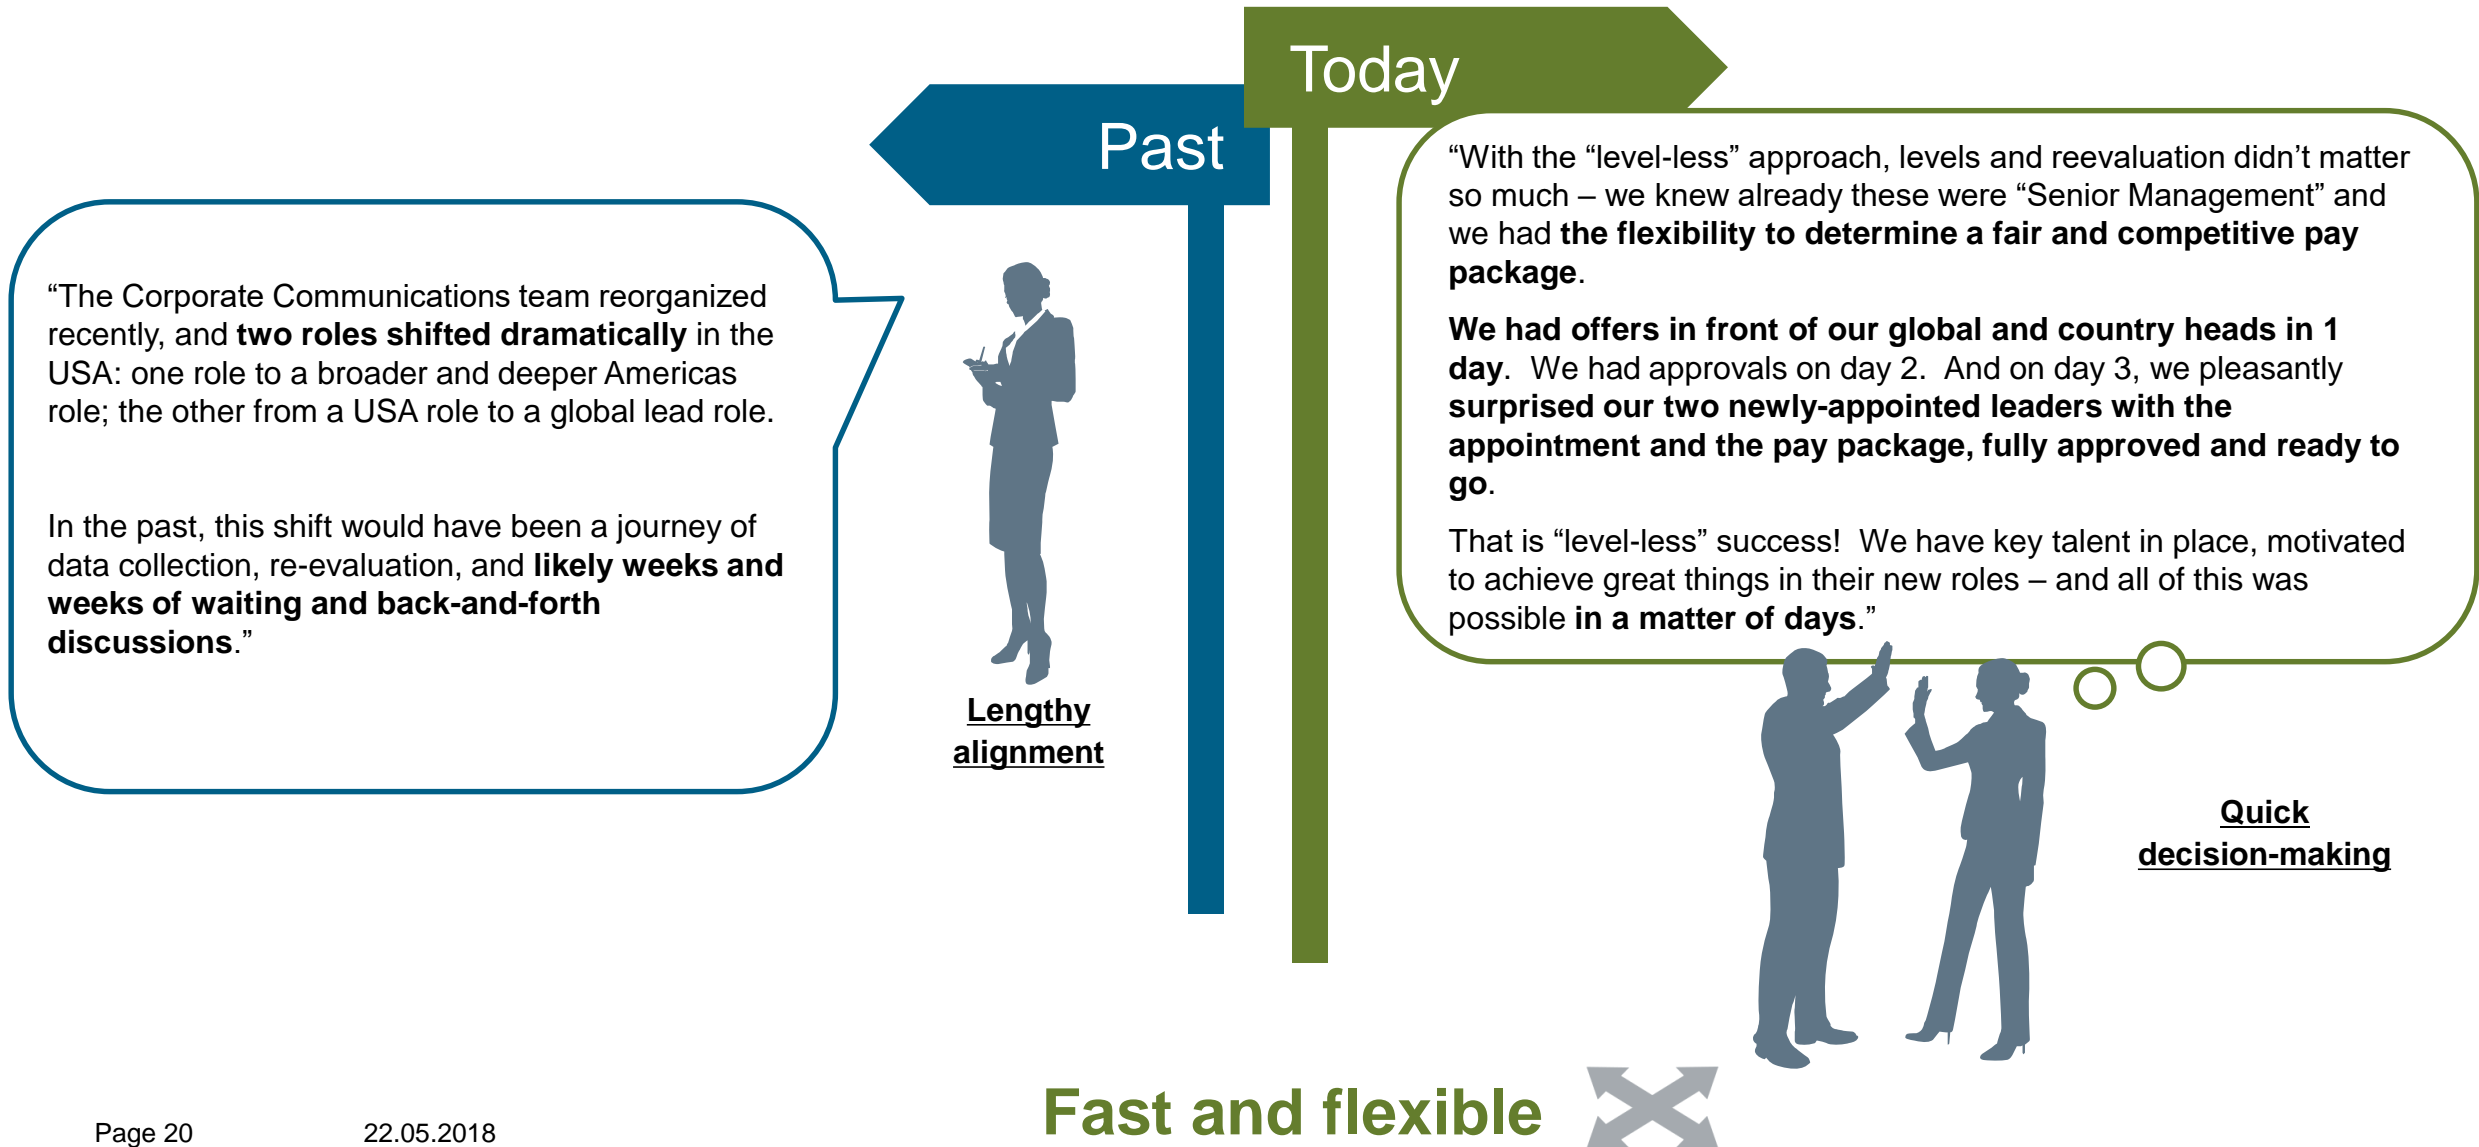 Today
Past
“The Corporate Communications team reorganized
recently, and two roles shifted dramatically in the
USA: one role to a broader and deeper Americas
role; the other from a USA role to a global lead role.
In the past, this shift would have been a journey of
data collection, re-evaluation, and likely weeks and
weeks of waiting and back-and-forth
discussions.”
Lengthy
alignment
“With the “level-less” approach, levels and reevaluation didn’t matter
so much – we knew already these were “Senior Management” and
we had the flexibility to determine a fair and competitive pay
package.
We had offers in front of our global and country heads in 1
day.  We had approvals on day 2.  And on day 3, we pleasantly
surprised our two newly-appointed leaders with the
appointment and the pay package, fully approved and ready to
go.
That is “level-less” success!  We have key talent in place, motivated
to achieve great things in their new roles – and all of this was
possible in a matter of days.”
Quick
decision-making
Fast and flexible
Page 20
22.05.2018